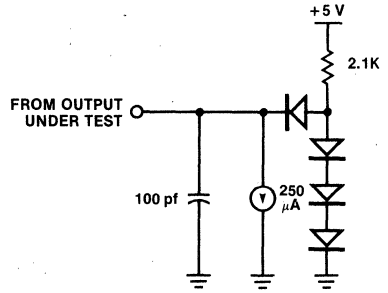 +5 V
2.1K
FROM OUTPUT
UNDER TEST
100 pf
250
μA